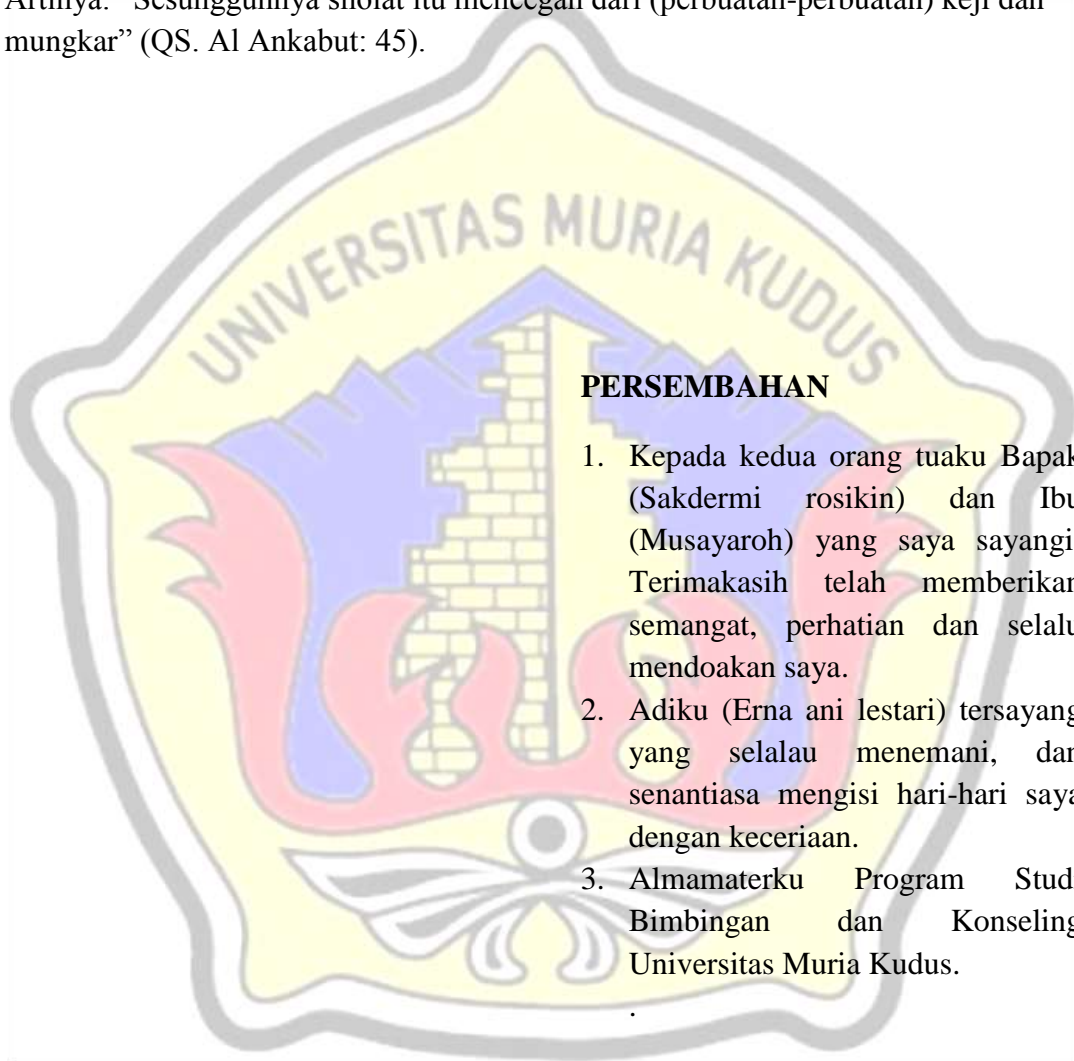 Artinya: “Sesungguhnya sholat itu mencegah dari (perbuatan-perbuatan) keji dan
mungkar” (QS. Al Ankabut: 45).
UNIVERSITAS MURIA KUDUS
PERSEMBAHAN
1. Kepada kedua orang tuaku Bapak
(Sakdermi rosikin) dan Ibu
(Musayaroh) yang saya sayangi
Terimakasih telah memberikan
semangat, perhatian dan selalu
mendoakan saya.
2. Adiku (Erna ani lestari) tersayang
yang selalau menemani, dan
senantiasa mengisi hari-hari saya
dengan keceriaan.
3. Almamaterku Program Studi
Bimbingan dan Konseling
Universitas Muria Kudus.
.